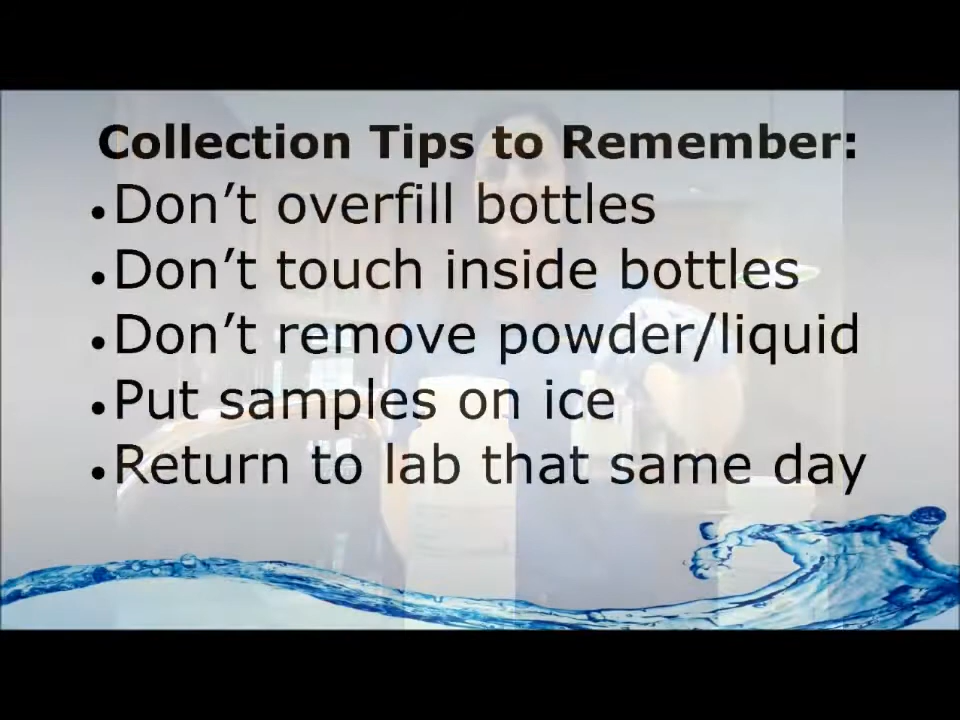 Collection Tips to Remember:
• Don't overfill bottles
• Don't touch inside bottles
• Don't remove powder/liquid
• Put samples on ice
• Return to lab that same day